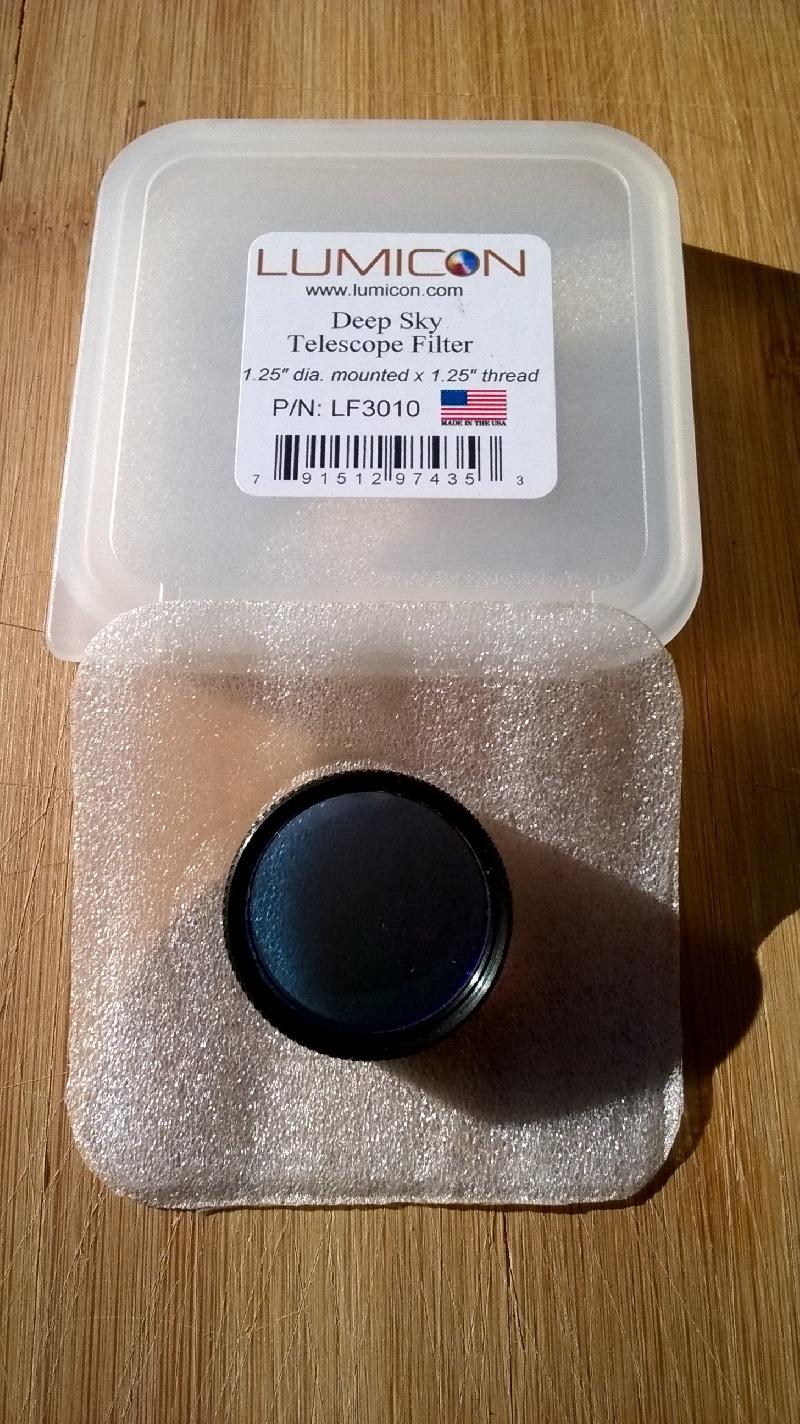 LUMICON
www.lumicon.com
Deep Sky
Telescope Filter
1.25" dia. mounted x 1.25" thread
P/N: LF3010
MADE IN THE USA
7 91512 97435 3